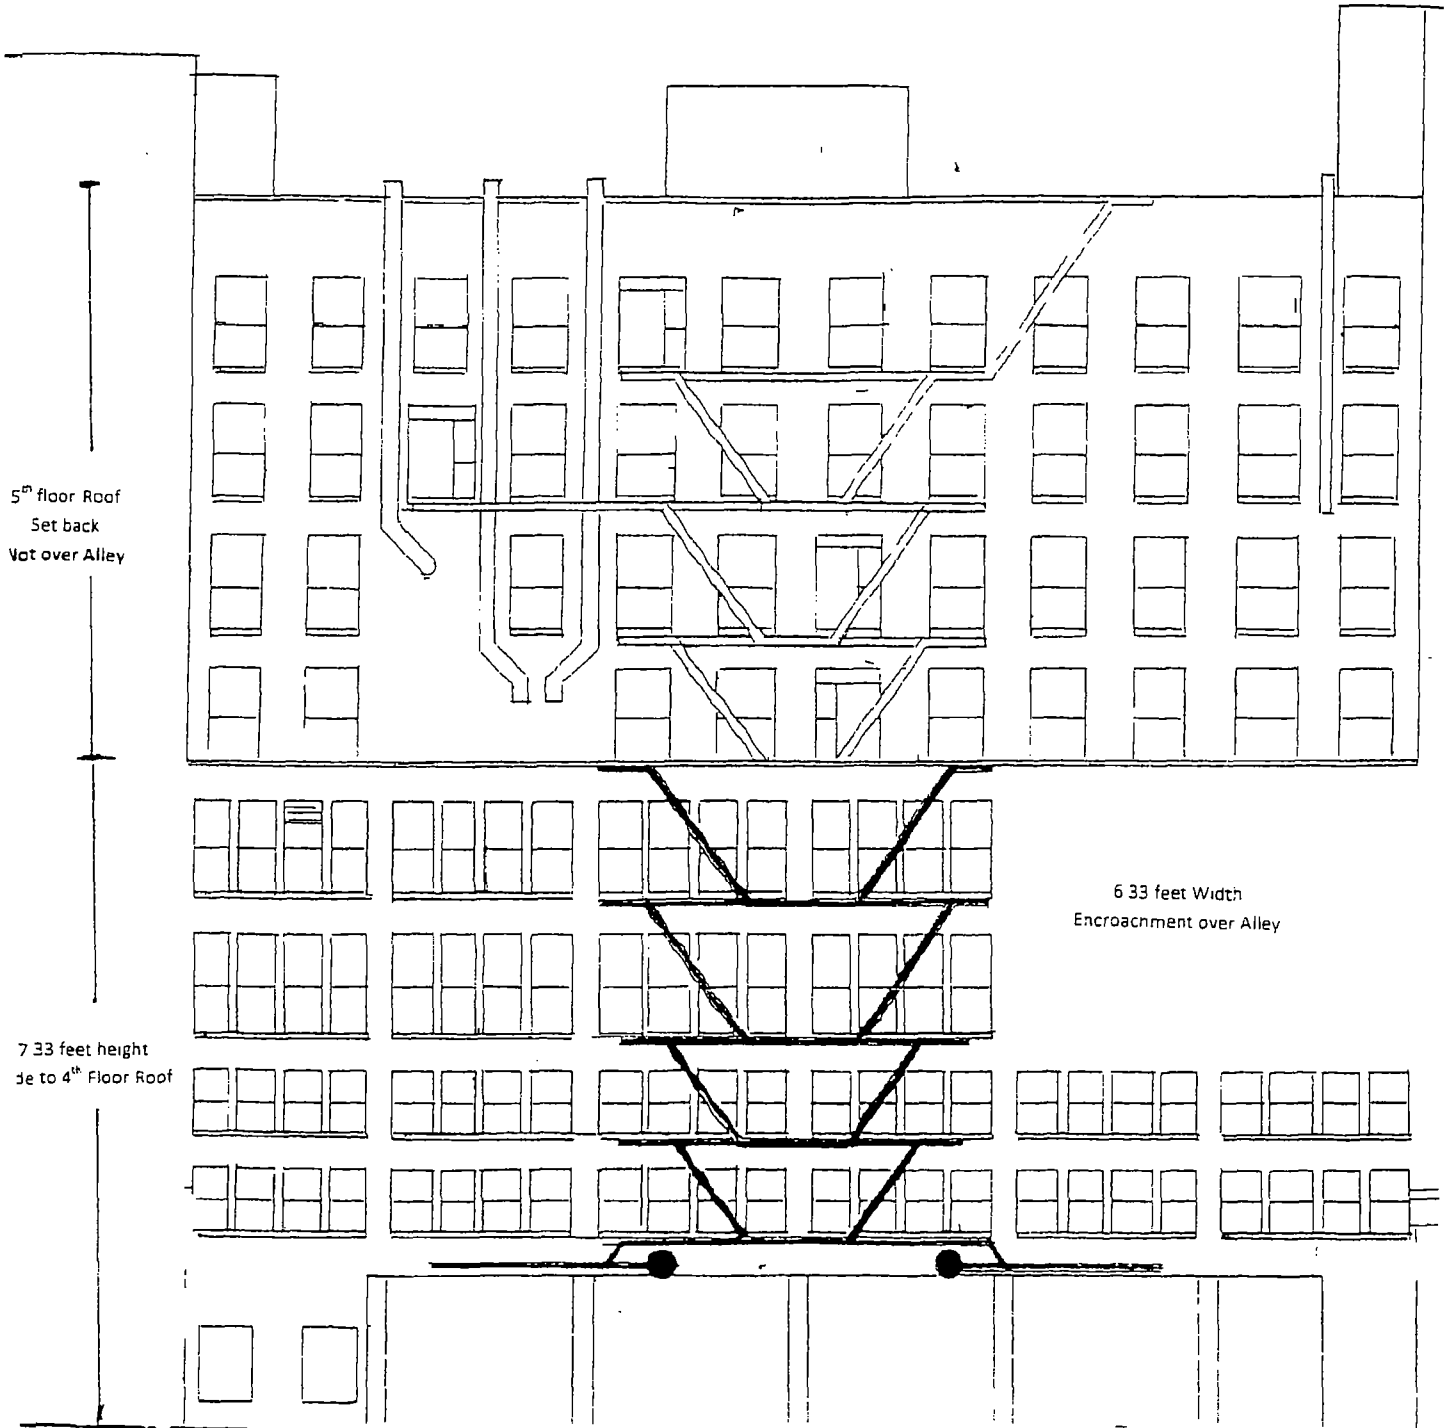 5th floor Roof
Set back
Not over Alley
6 33 feet Width
Encroachment over Alley
7 33 feet height
de to 4th Floor Roof